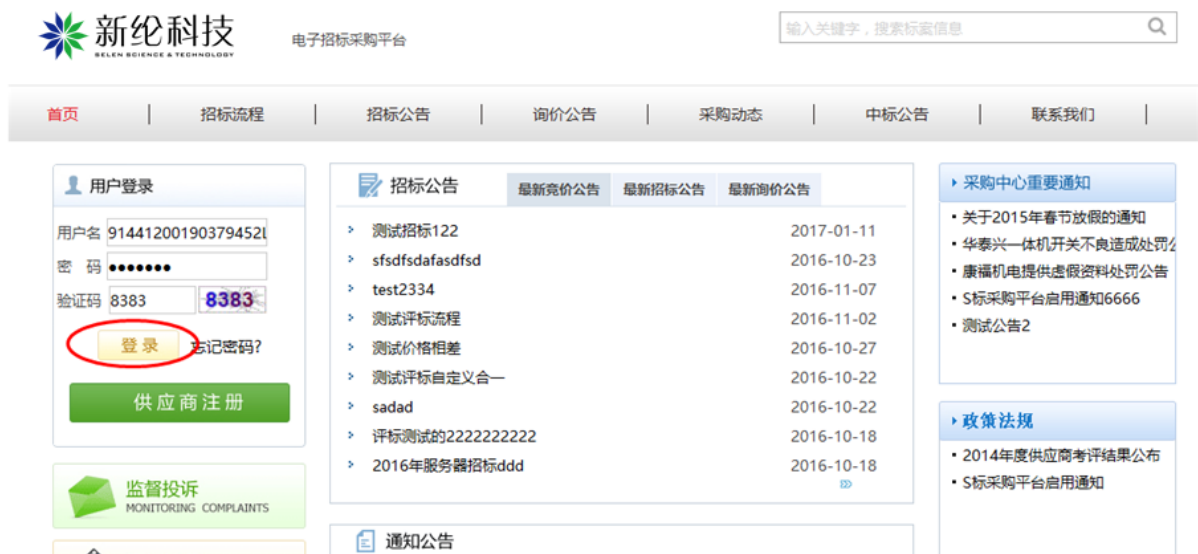 新纶科技
SELEN SCIENCE & TECHNOLOGY
电子招标采购平台
输入关键字，搜索标案信息
首页 招标流程 招标公告 询价公告 采购动态 中标公告 联系我们
用户登录
用户名 91441200190379452L
密 码 ●●●●●●●
验证码 8383 8383
登 录 忘记密码?
供应商注册
监督投诉
MONITORING COMPLAINTS
招标公告 最新竞价公告 最新招标公告 最新询价公告
测试招标122 2017-01-11
sfsdfsdafasdfsd 2016-10-23
test2334 2016-11-07
测试评标流程 2016-11-02
测试价格相差 2016-10-27
测试评标自定义合一 2016-10-22
sadad 2016-10-22
评标测试的2222222222 2016-10-18
2016年服务器招标ddd 2016-10-18
通知公告
采购中心重要通知
关于2015年春节放假的通知
华泰兴一体机开关不良造成处罚公
康福机电提供虚假资料处罚公告
S标采购平台启用通知6666
测试公告2
政策法规
2014年度供应商考评结果公布
S标采购平台启用通知